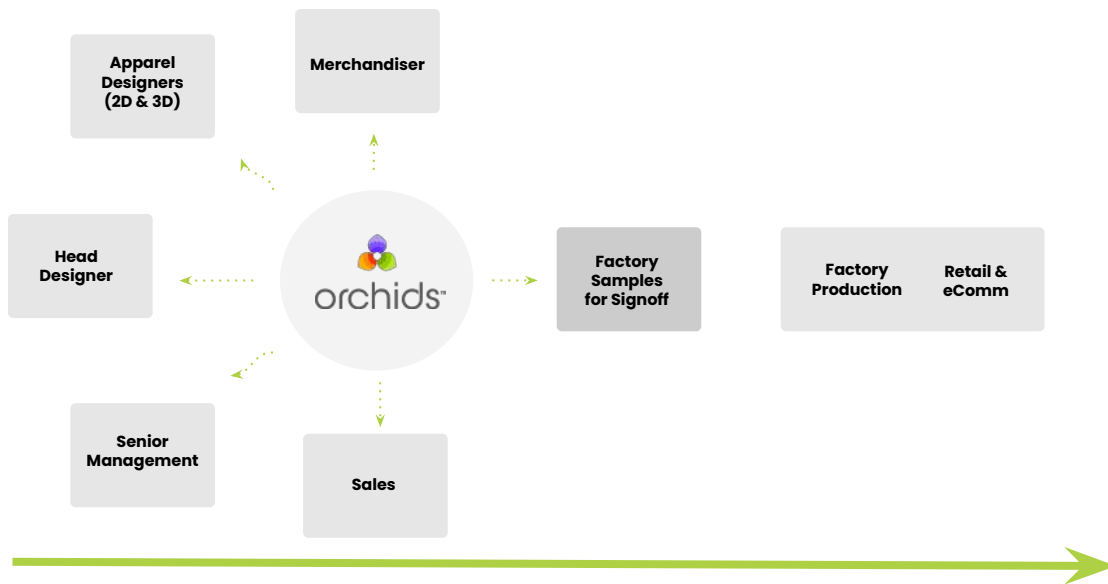 Merchandiser
Apparel
Designers
(2D & 3D)
Head
Designer
orchids™
Factory
Samples
for Signoff
Factory
Production
Retail &
eComm
Senior
Management
Sales